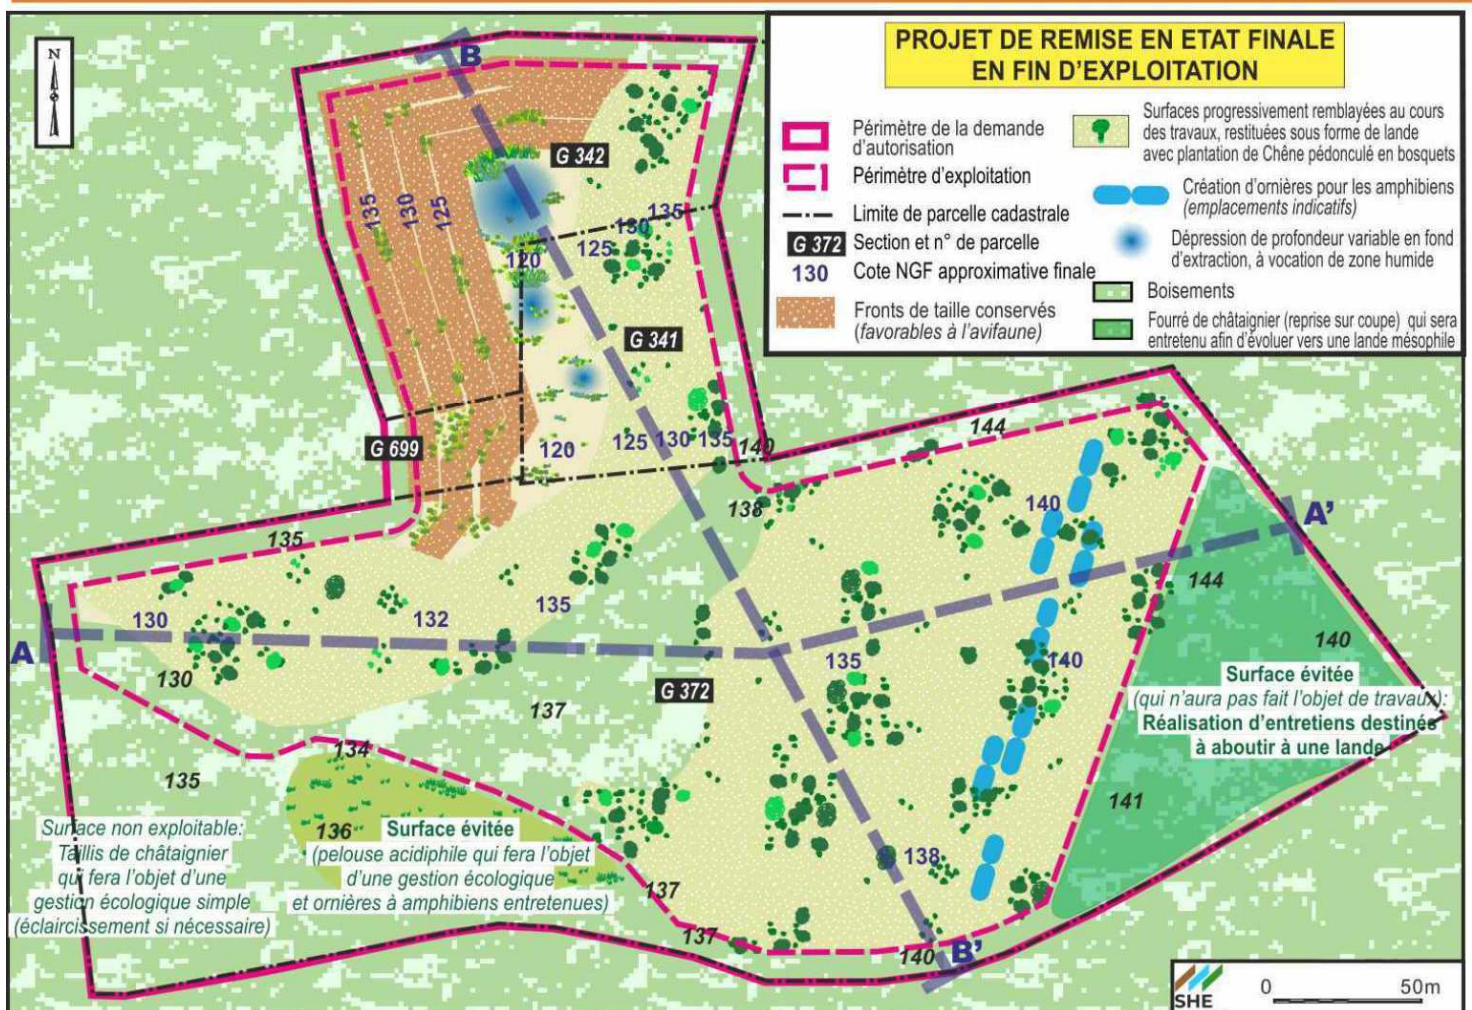 PROJET DE REMISE EN ETAT FINALE
EN FIN D'EXPLOITATION
Périmètre de la demande
d'autorisation
Périmètre d'exploitation
Limite de parcelle cadastrale
G 372 Section et n° de parcelle
130 Cote NGF approximative finale
Fronts de taille conservés
(favorables à l'avifaune)
Surfaces progressivement remblayées au cours
des travaux, restituées sous forme de lande
avec plantation de Chêne pédonculé en bosquets
Création d'ornières pour les amphibiens
(emplacements indicatifs)
Dépression de profondeur variable en fond
d'extraction, à vocation de zone humide
Boisements
Fourré de châtaignier (reprise sur coupe) qui sera
entretenu afin d'évoluer vers une lande mésophile
N
B
G 342
135
130
125
130
135
125
120
G 341
G 699
120
125
130
135
140
144
138
140
A'
144
135
130
132
135
A
130
135
140
140
G 372
137
Surface évitée
(qui n'aura pas fait l'objet de travaux):
Réalisation d'entretiens destinés
à aboutir à une lande
134
135
141
136
Surface évitée
(pelouse acidiphile qui fera l'objet
d'une gestion écologique
et ornières à amphibiens entretenues)
Surface non exploitable:
Taillis de châtaignier
qui fera l'objet d'une
gestion écologique simple
(éclaircissement si nécessaire)
138
137
137
140
B'
SHE
0 50m